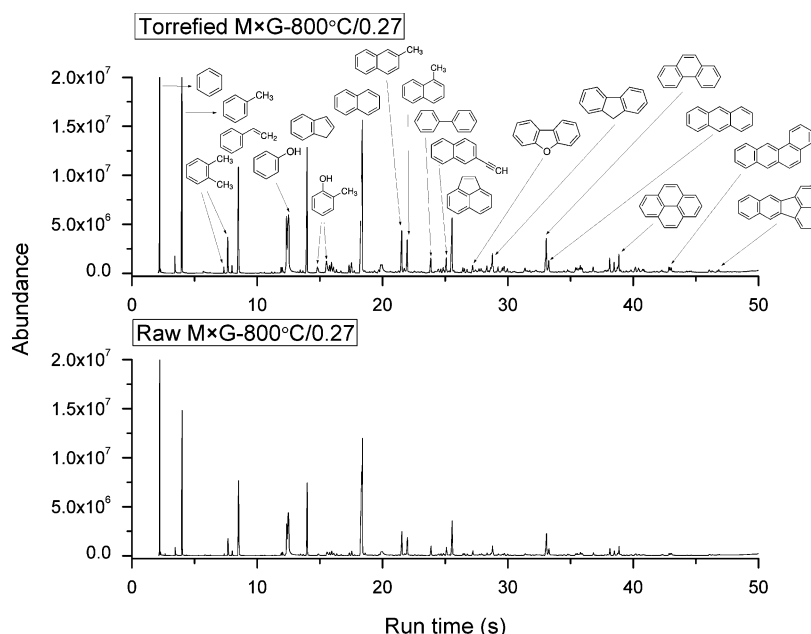 Torrefied M×G-800°C/0.27
CH₃
CH₃
CH₃
CH₂
CH₃
OH
CH₃
CH₃
OH
CH₃
CH
O
2.0x10⁷
1.5x10⁷
1.0x10⁷
5.0x10⁶
0.0
0 10 20 30 40 50
Raw M×G-800°C/0.27
2.0x10⁷
1.5x10⁷
1.0x10⁷
5.0x10⁶
0.0
0 10 20 30 40 50
Abundance
Run time (s)